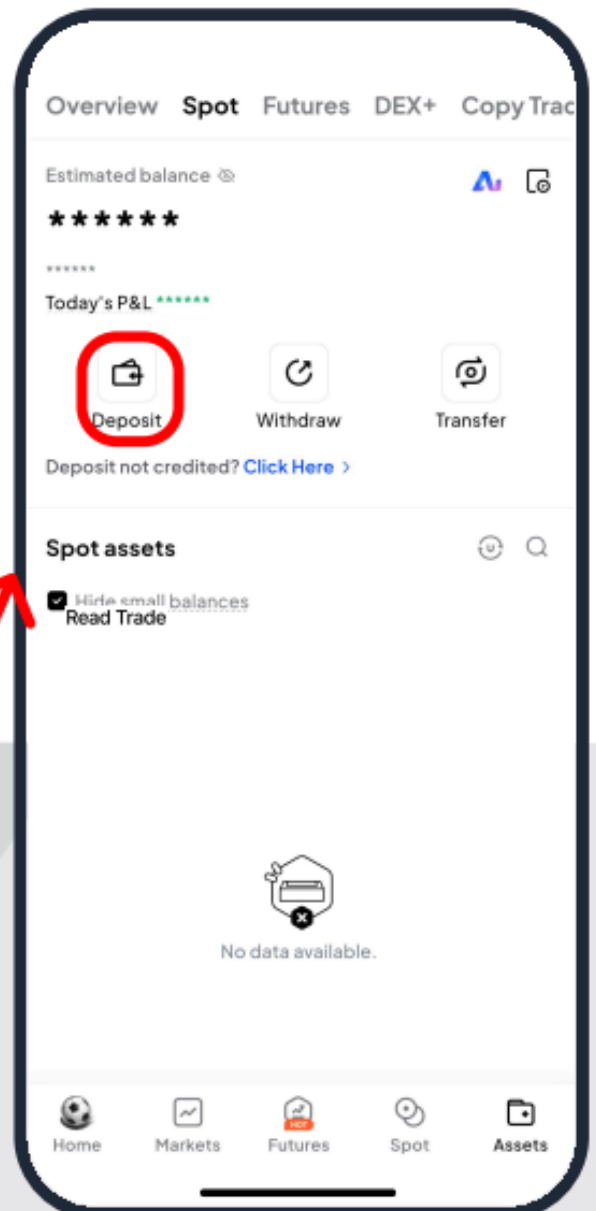 Overview Spot Futures DEX+ Copy Trac
Estimated balance
******
******
Today's P&L ******
Deposit Withdraw Transfer
Deposit not credited? Click Here >
Spot assets
Hide small balances
Read Trade
No data available.
HOT
Home Markets Futures Spot Assets